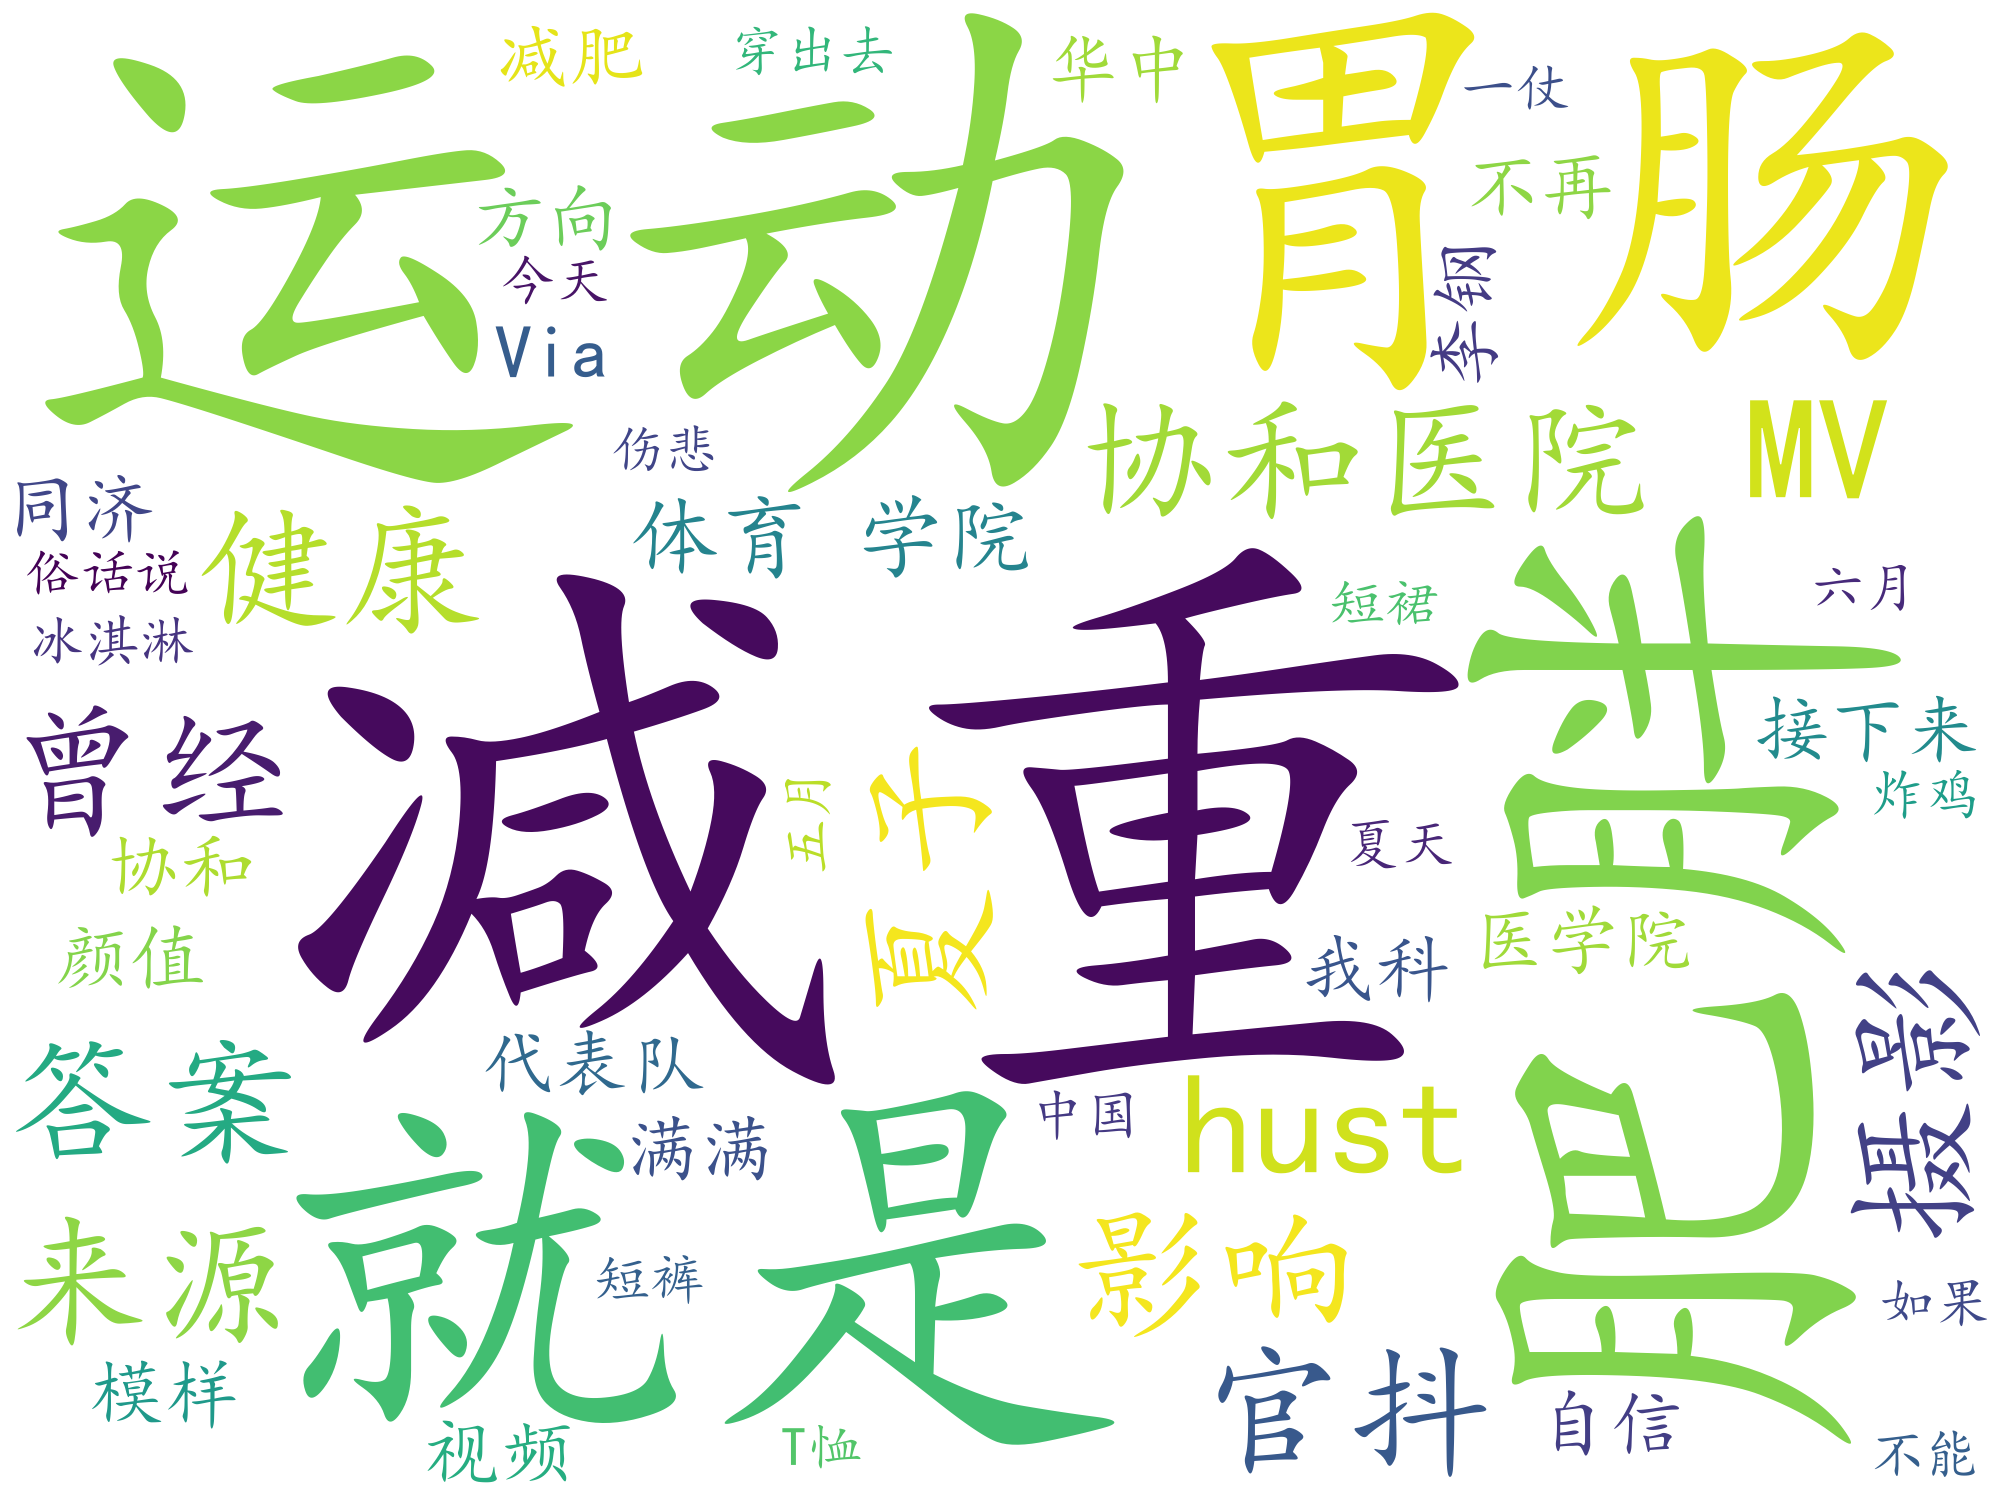 减肥
穿出去
华中
一仗
运动
胃肠
不再
方向
今天
李钢
Via
协和医院
MV
伤悲
同济
健康
体育 学院
俗话说
冰淇淋
减重
短裙
肥胖
六月
曾经
接下来
五月
夏子
炸鸡
夏天
协和
颜值
医学院
我科
摄影
答案
代表队
就是
满满
中国
hust
来源
短裤
影响
如果
模样
官抖
自信
视频
T恤
不能